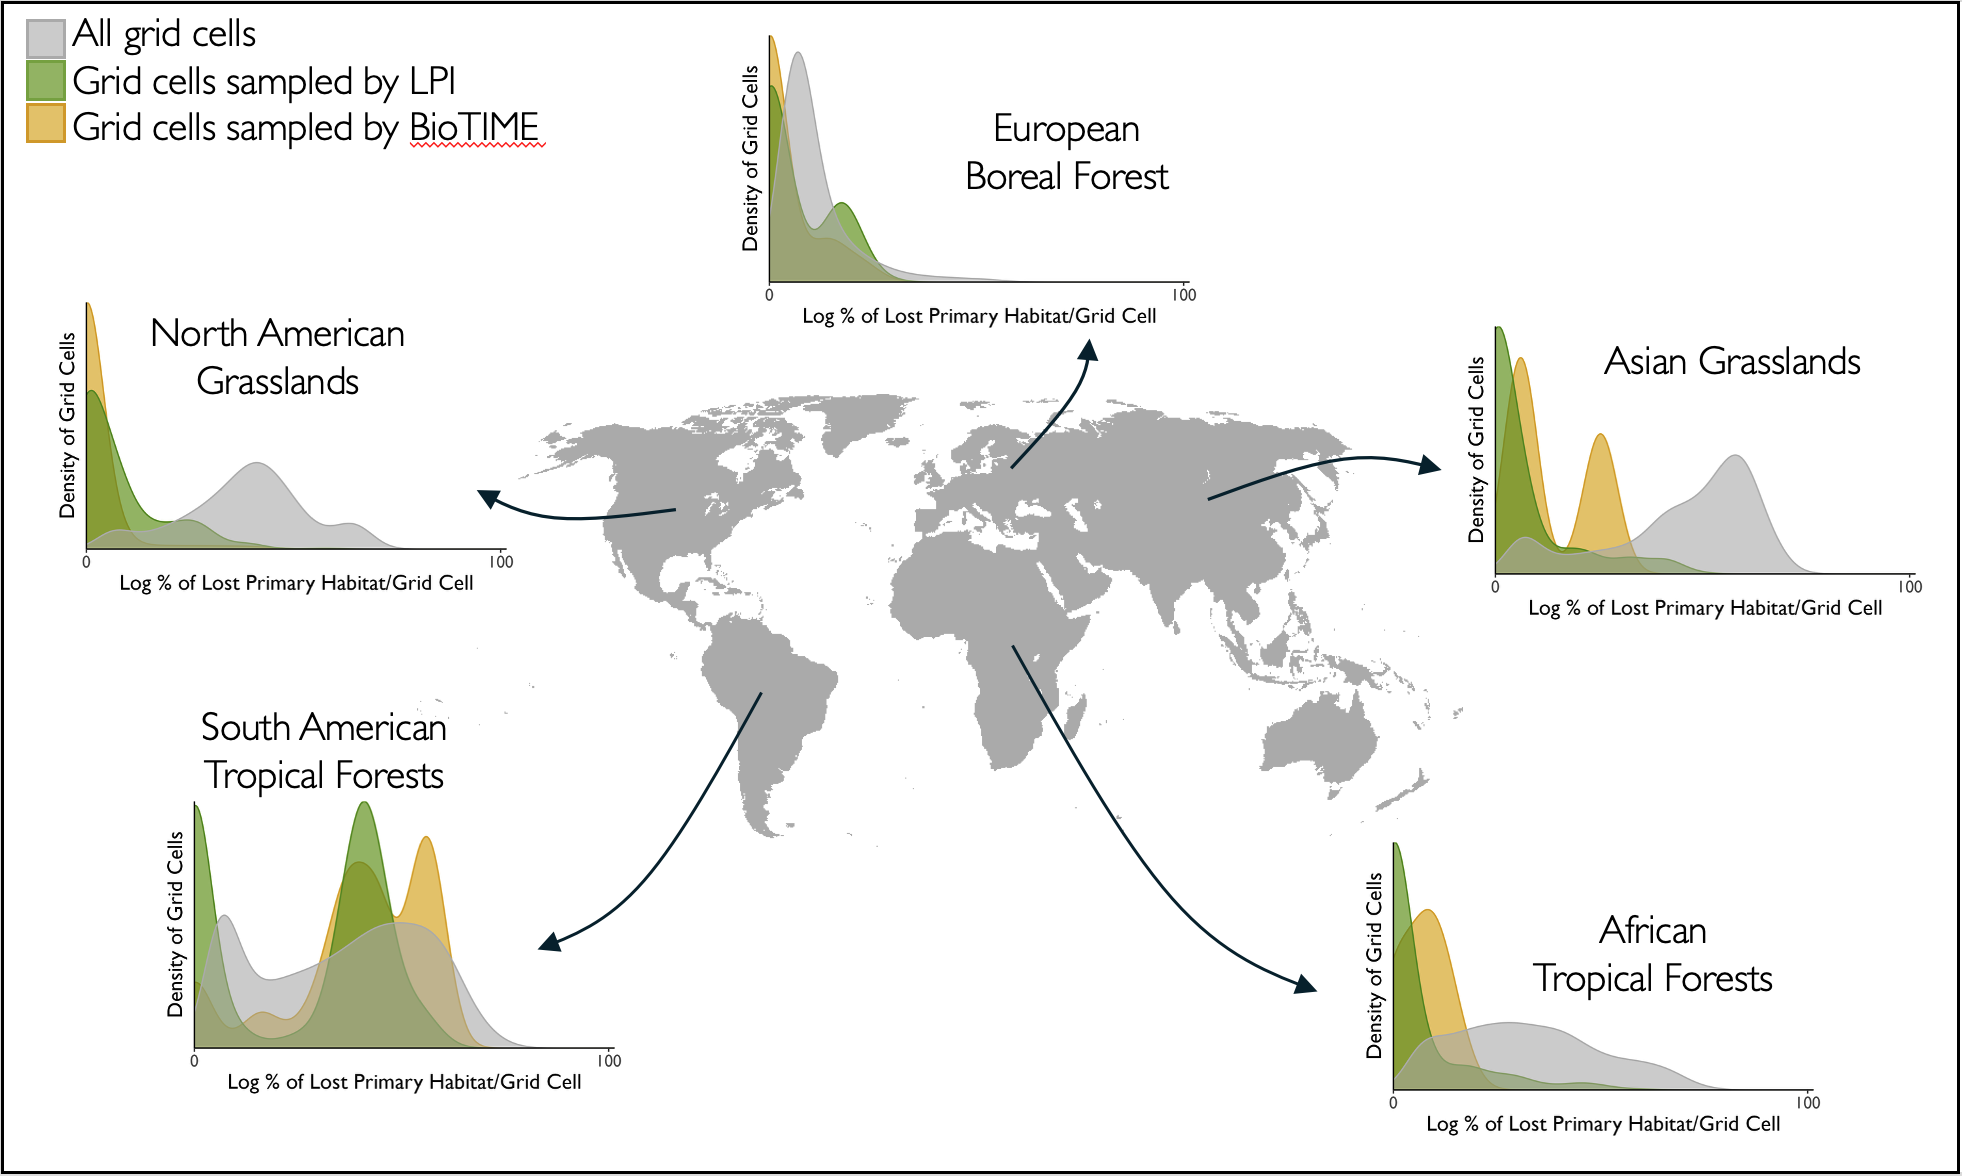 All grid cells
Grid cells sampled by LPI
Grid cells sampled by BioTIME
European
Boreal Forest
Density of Grid Cells
0
100
Log % of Lost Primary Habitat/Grid Cell
North American
Grasslands
Density of Grid Cells
0
100
Log % of Lost Primary Habitat/Grid Cell
Asian Grasslands
Density of Grid Cells
0
100
Log % of Lost Primary Habitat/Grid Cell
South American
Tropical Forests
Density of Grid Cells
0
100
Log % of Lost Primary Habitat/Grid Cell
African
Tropical Forests
Density of Grid Cells
0
100
Log % of Lost Primary Habitat/Grid Cell